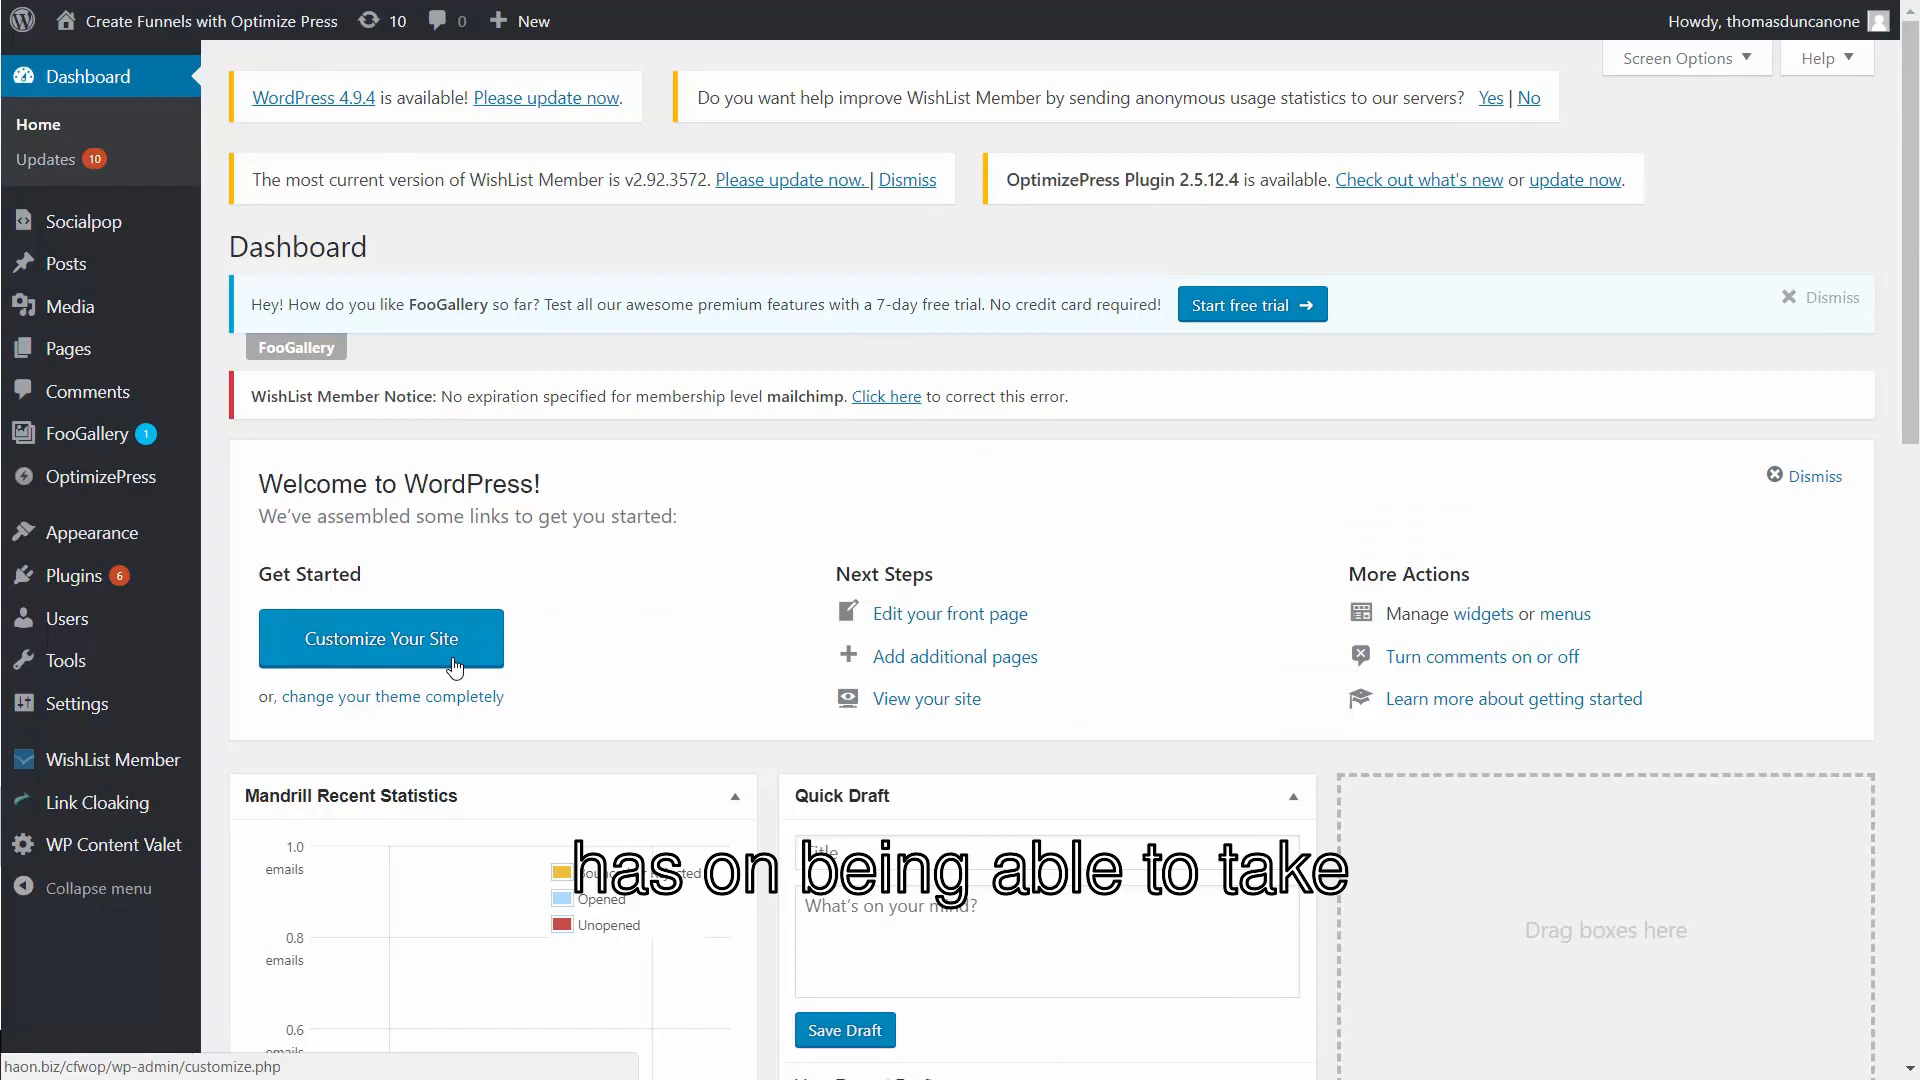 Create Funnels with Optimize Press 10 0 New Howdy, thomasduncanone
Screen Options Help
Dashboard
Home
Updates 10
Socialpop
Posts
Media
Pages
Comments
FooGallery 1
OptimizePress
Appearance
Plugins 6
Users
Tools
Settings
WishList Member
Link Cloaking
WP Content Valet
Collapse menu
WordPress 4.9.4 is available! Please update now.
Do you want help improve WishList Member by sending anonymous usage statistics to our servers? Yes | No
The most current version of WishList Member is v2.92.3572. Please update now. | Dismiss
OptimizePress Plugin 2.5.12.4 is available. Check out what's new or update now.
Dashboard
Hey! How do you like FooGallery so far? Test all our awesome premium features with a 7-day free trial. No credit card required! Start free trial →
Dismiss
FooGallery
WishList Member Notice: No expiration specified for membership level mailchimp. Click here to correct this error.
Welcome to WordPress!
We've assembled some links to get you started:
Dismiss
Get Started
Customize Your Site
or, change your theme completely
Next Steps
Edit your front page
Add additional pages
View your site
More Actions
Manage widgets or menus
Turn comments on or off
Learn more about getting started
Mandrill Recent Statistics
1.0
emails
0.8
emails
0.6
emails
Opened
Unopened
Quick Draft
Title
What's on your mind?
Save Draft
Drag boxes here
has on being able to take
haon.biz/cfwop/wp-admin/customize.php